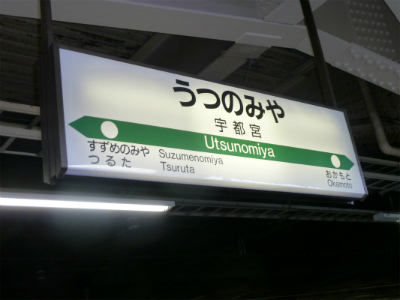 うつのみや
宇都宮
Utsunomiya
すずめのみや Suzumenomiya
つるた Tsuruta
おかもと
Okamoto